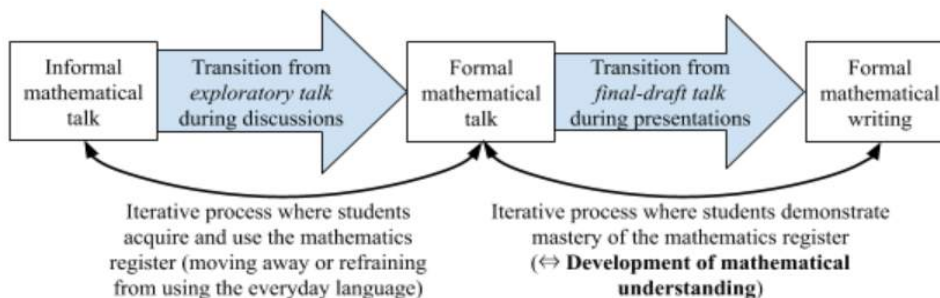 Informal
mathematical
talk
Transition from
exploratory talk
during discussions
Formal
mathematical
talk
Transition from
final-draft talk
during presentations
Formal
mathematical
writing
Iterative process where students
acquire and use the mathematics
register (moving away or refraining
from using the everyday language)
Iterative process where students demonstrate
mastery of the mathematics register
(⇔ Development of mathematical
understanding)